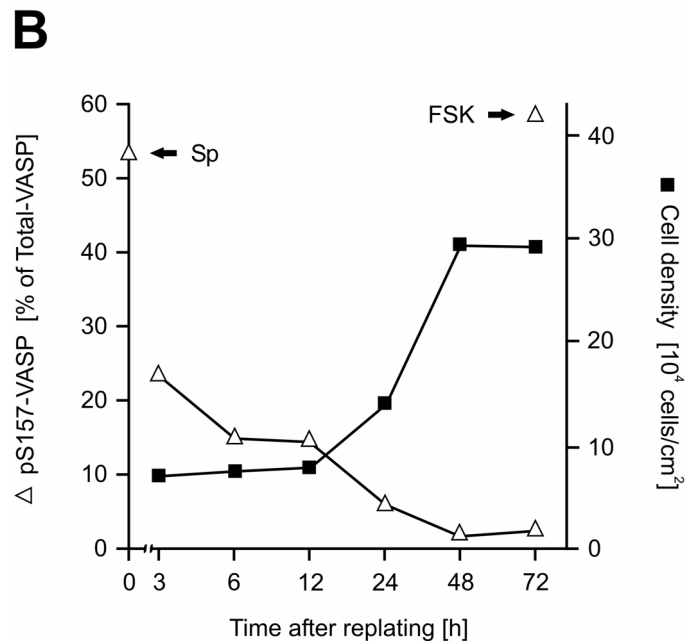 B
60
50
40
30
20
10
0
△ pS157-VASP [% of Total-VASP]
Sp
FSK
40
30
20
10
0
■ Cell density [10⁴ cells/cm²]
0 3 6 12 24 48 72
Time after replating [h]